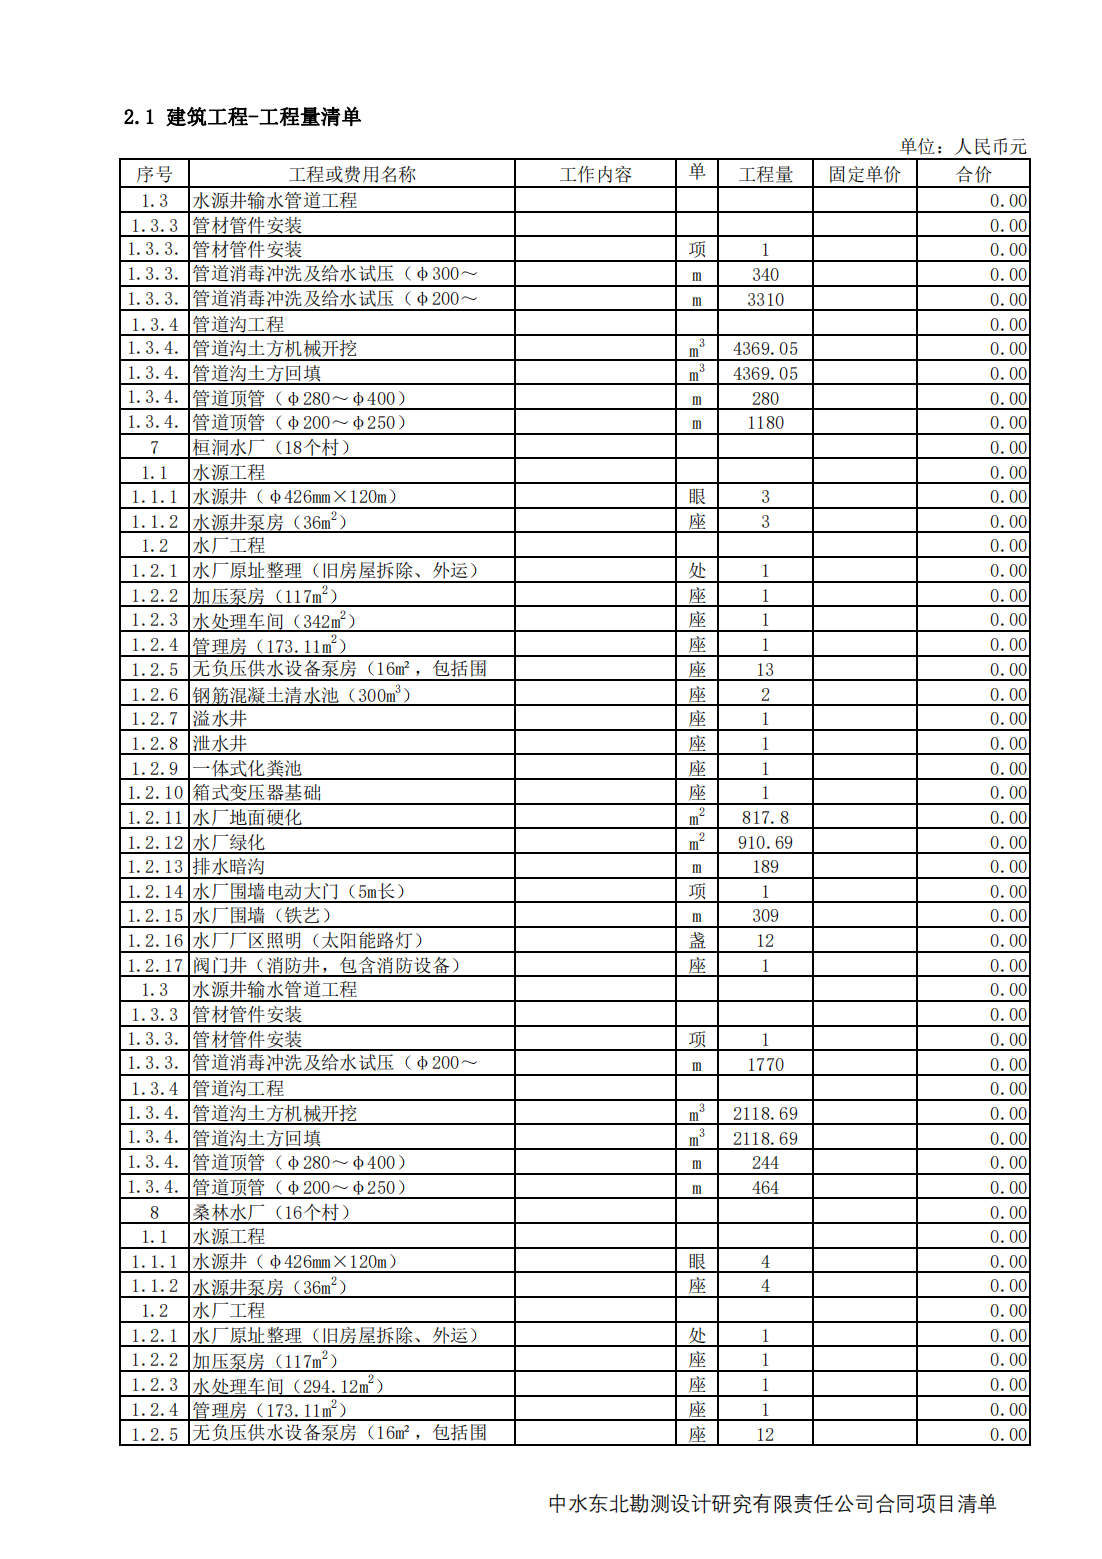 2.1 建筑工程-工程量清单
单位：人民币元
序号 工程或费用名称 工作内容 单 工程量 固定单价 合价
1.3 水源井输水管道工程 0.00
1.3.3 管材管件安装 0.00
1.3.3. 管材管件安装 项 1 0.00
1.3.3. 管道消毒冲洗及给水试压（φ300～ m 340 0.00
1.3.3. 管道消毒冲洗及给水试压（φ200～ m 3310 0.00
1.3.4 管道沟工程 0.00
1.3.4. 管道沟土方机械开挖 m³ 4369.05 0.00
1.3.4. 管道沟土方回填 m³ 4369.05 0.00
1.3.4. 管道顶管（φ280～φ400） m 280 0.00
1.3.4. 管道顶管（φ200～φ250） m 1180 0.00
7 桓洞水厂（18个村） 0.00
1.1 水源工程 0.00
1.1.1 水源井（φ426mm×120m） 眼 3 0.00
1.1.2 水源井泵房（36m²） 座 3 0.00
1.2 水厂工程 0.00
1.2.1 水厂原址整理（旧房屋拆除、外运） 处 1 0.00
1.2.2 加压泵房（117m²） 座 1 0.00
1.2.3 水处理车间（342m²） 座 1 0.00
1.2.4 管理房（173.11m²） 座 1 0.00
1.2.5 无负压供水设备泵房（16m²，包括围 座 13 0.00
1.2.6 钢筋混凝土清水池（300m³） 座 2 0.00
1.2.7 溢水井 座 1 0.00
1.2.8 泄水井 座 1 0.00
1.2.9 一体式化粪池 座 1 0.00
1.2.10 箱式变压器基础 座 1 0.00
1.2.11 水厂地面硬化 m² 817.8 0.00
1.2.12 水厂绿化 m² 910.69 0.00
1.2.13 排水暗沟 m 189 0.00
1.2.14 水厂围墙电动大门（5m长） 项 1 0.00
1.2.15 水厂围墙（铁艺） m 309 0.00
1.2.16 水厂厂区照明（太阳能路灯） 盏 12 0.00
1.2.17 阀门井（消防井，包含消防设备） 座 1 0.00
1.3 水源井输水管道工程 0.00
1.3.3 管材管件安装 0.00
1.3.3. 管材管件安装 项 1 0.00
1.3.3. 管道消毒冲洗及给水试压（φ200～ m 1770 0.00
1.3.4 管道沟工程 0.00
1.3.4. 管道沟土方机械开挖 m³ 2118.69 0.00
1.3.4. 管道沟土方回填 m³ 2118.69 0.00
1.3.4. 管道顶管（φ280～φ400） m 244 0.00
1.3.4. 管道顶管（φ200～φ250） m 464 0.00
8 桑林水厂（16个村） 0.00
1.1 水源工程 0.00
1.1.1 水源井（φ426mm×120m） 眼 4 0.00
1.1.2 水源井泵房（36m²） 座 4 0.00
1.2 水厂工程 0.00
1.2.1 水厂原址整理（旧房屋拆除、外运） 处 1 0.00
1.2.2 加压泵房（117m²） 座 1 0.00
1.2.3 水处理车间（294.12m²） 座 1 0.00
1.2.4 管理房（173.11m²） 座 1 0.00
1.2.5 无负压供水设备泵房（16m²，包括围 座 12 0.00
中水东北勘测设计研究有限责任公司合同项目清单